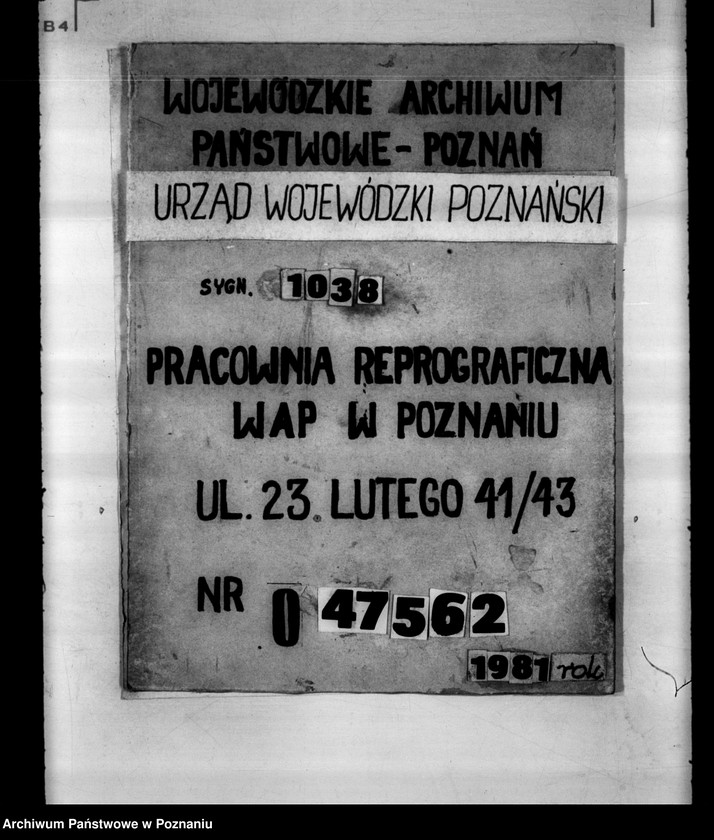 B4
WOJEWÓDZKIE ARCHIWUM
PAŃSTWOWE - POZNAŃ
URZĄD WOJEWÓDZKI POZNAŃSKI
SYGN. 1038
PRACOWNIA REPROGRAFICZNA
WAP W POZNANIU
UL. 23. LUTEGO 41/43
NR 0 47562
1981 rok
Archiwum Państwowe w Poznaniu